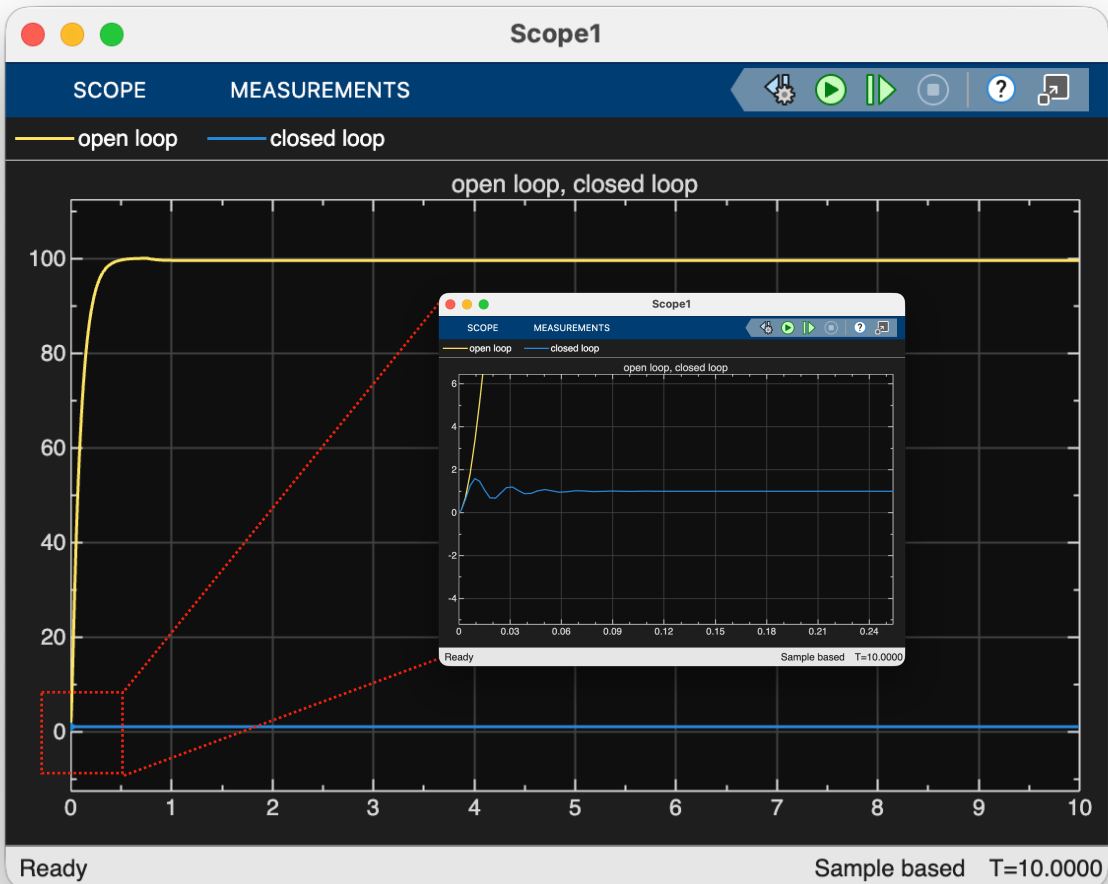 Scope1
SCOPE MEASUREMENTS ?
open loop closed loop
open loop, closed loop
100
80
60
40
20
0
0 1 2 3 4 5 6 7 8 9 10
Ready Sample based T=10.0000
Scope1
SCOPE MEASUREMENTS ?
open loop closed loop
open loop, closed loop
6
4
2
0
-2
-4
0 0.03 0.06 0.09 0.12 0.15 0.18 0.21 0.24
Ready Sample based T=10.0000